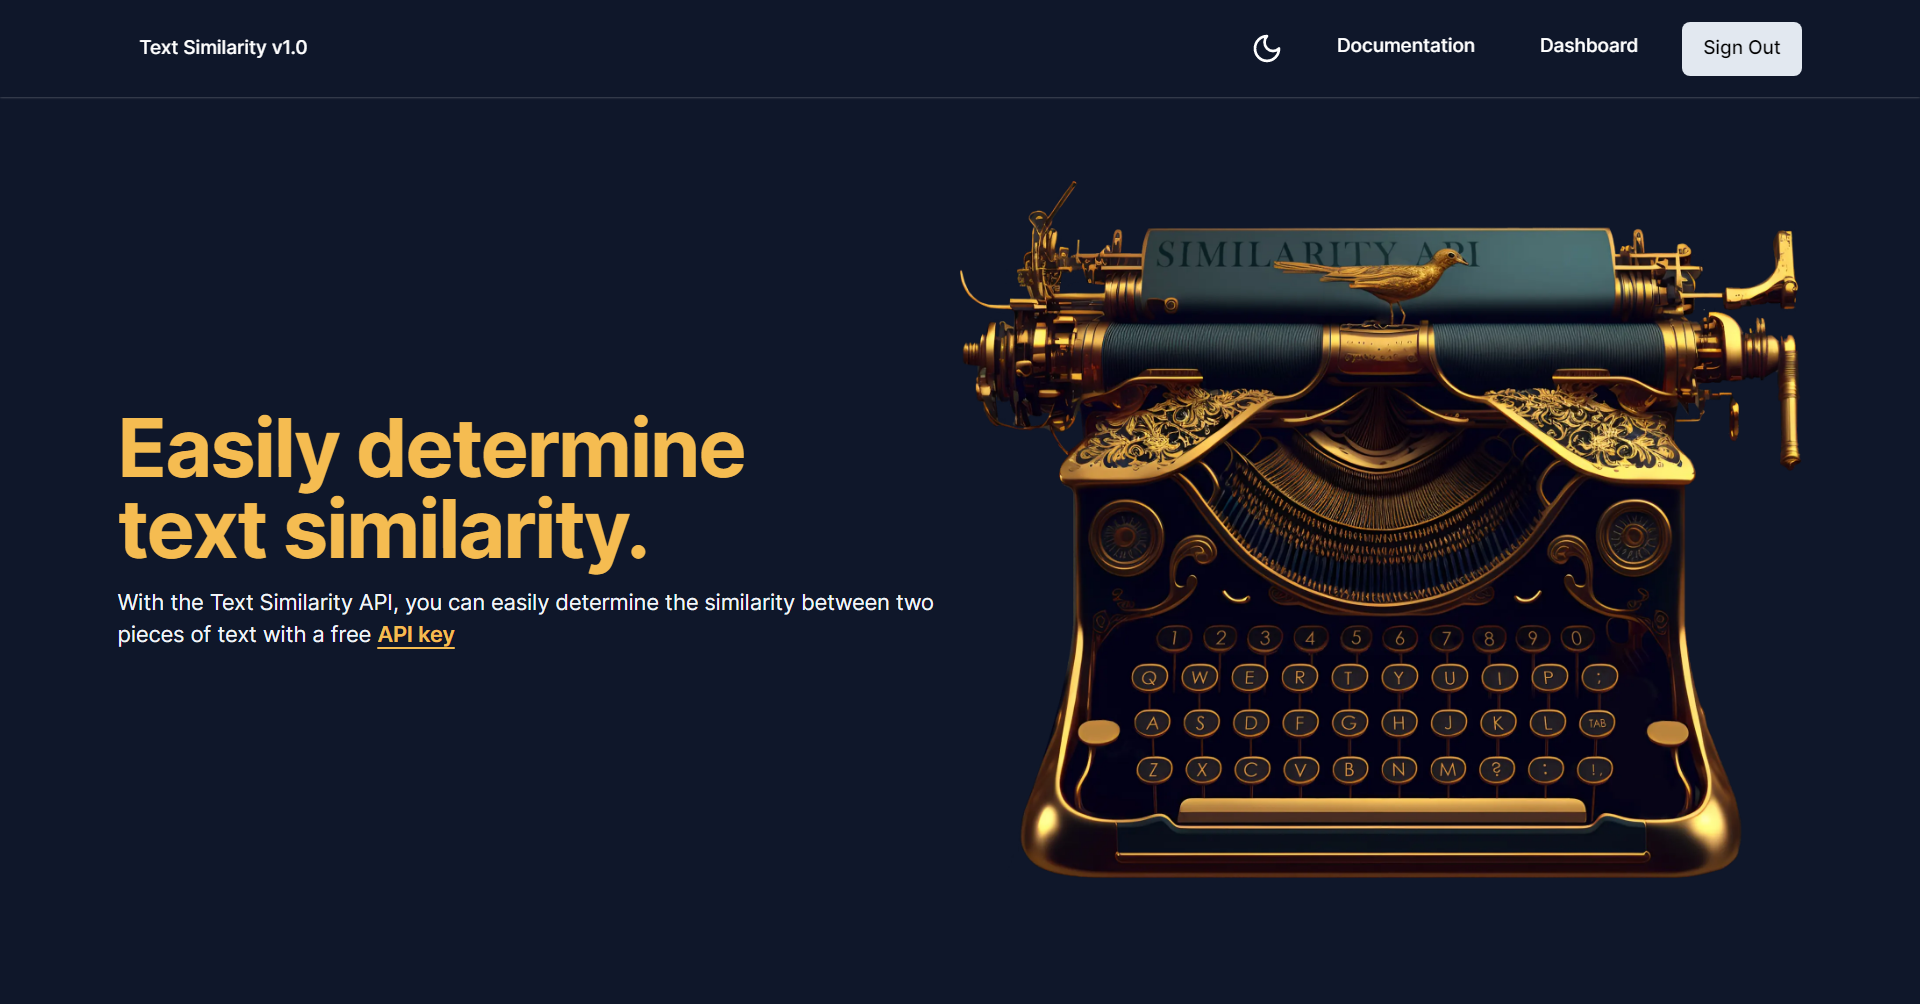 Text Similarity v1.0
Documentation
Dashboard
Sign Out
SIMILARITY API
Easily determine
text similarity.
With the Text Similarity API, you can easily determine the similarity between two
pieces of text with a free API key
1 2 3 4 5 6 7 8 9 0
Q W E R T Y U I P ;
A S D F G H J K L TAB
Z X C V B N M ? : !,